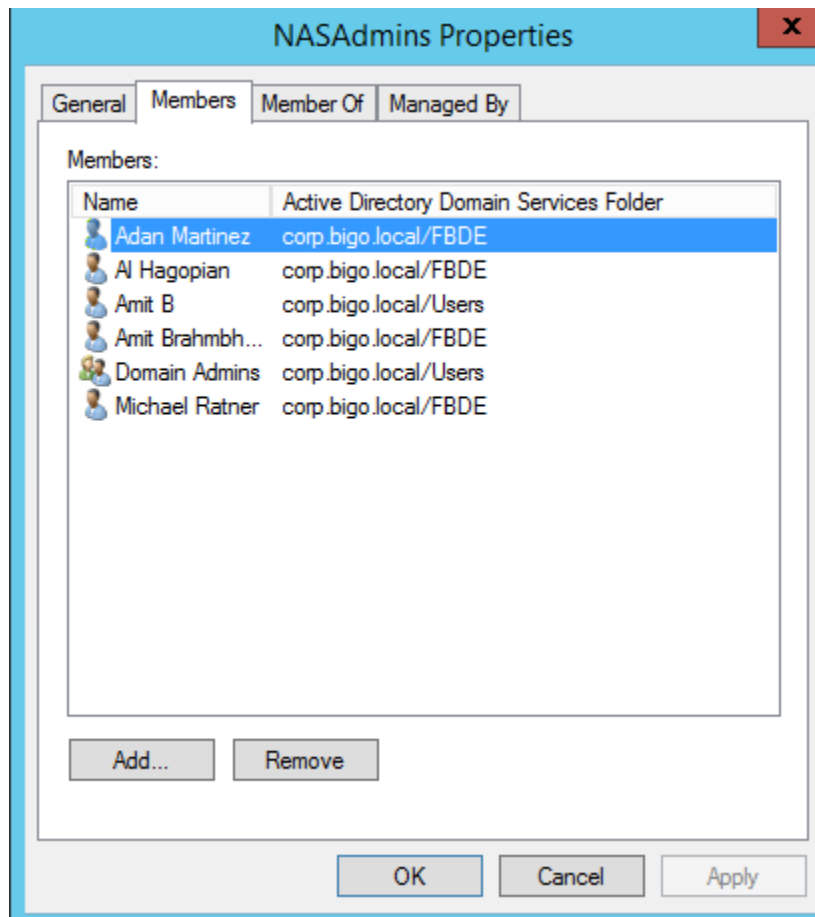 NASAdmins Properties
x
General Members Member Of Managed By
Members:
Name Active Directory Domain Services Folder
Adan Martinez corp.bigo.local/FBDE
Al Hagopian corp.bigo.local/FBDE
Amit B corp.bigo.local/Users
Amit Brahmbh... corp.bigo.local/FBDE
Domain Admins corp.bigo.local/Users
Michael Ratner corp.bigo.local/FBDE
Add... Remove
OK Cancel Apply